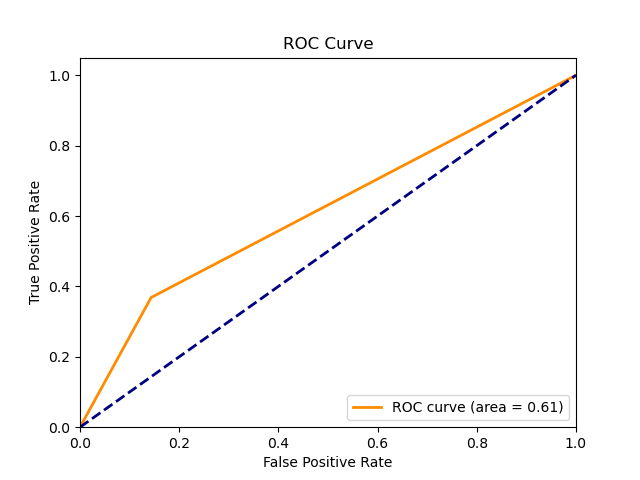 ROC Curve
True Positive Rate
1.0
0.8
0.6
0.4
0.2
0.0
ROC curve (area = 0.61)
0.0 0.2 0.4 0.6 0.8 1.0
False Positive Rate